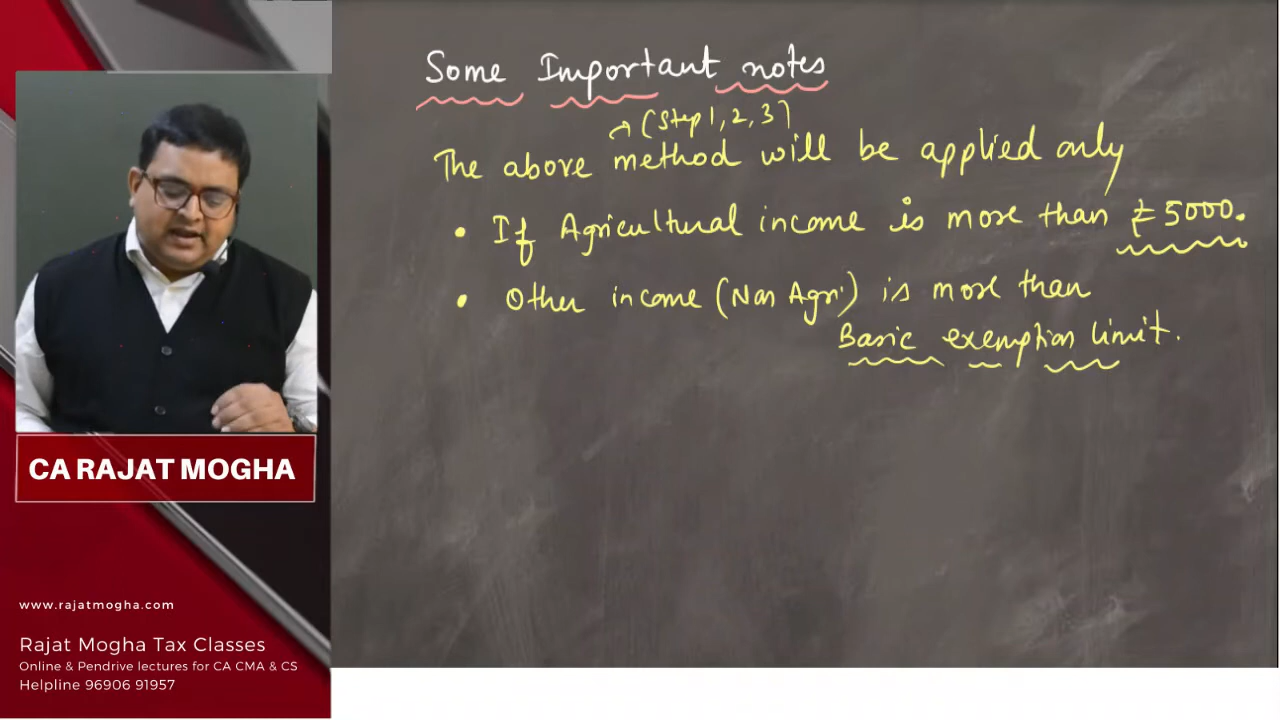 Some Important notes
(Step 1, 2, 3)
The above method will be applied only
• If Agricultural income is more than ₹ 5000.
• Other income (Non Agri) is more than
Basic exemption limit.
CA RAJAT MOGHA
www.rajatmogha.com
Rajat Mogha Tax Classes
Online & Pendrive lectures for CA CMA & CS
Helpline 96906 91957